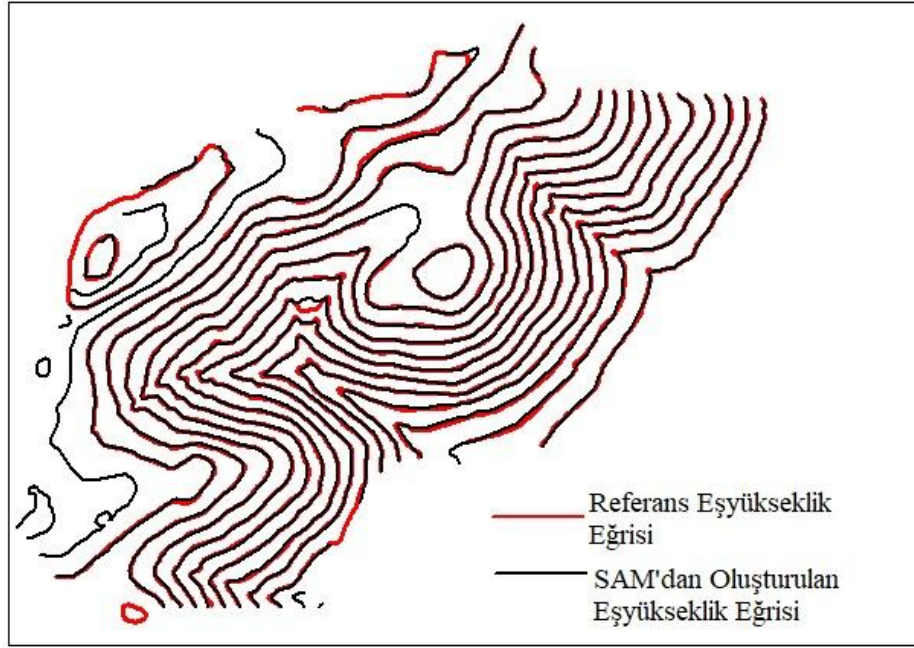 Referans Eşyükseklik
Eğrisi
SAM'dan Oluşturulan
Eşyükseklik Eğrisi